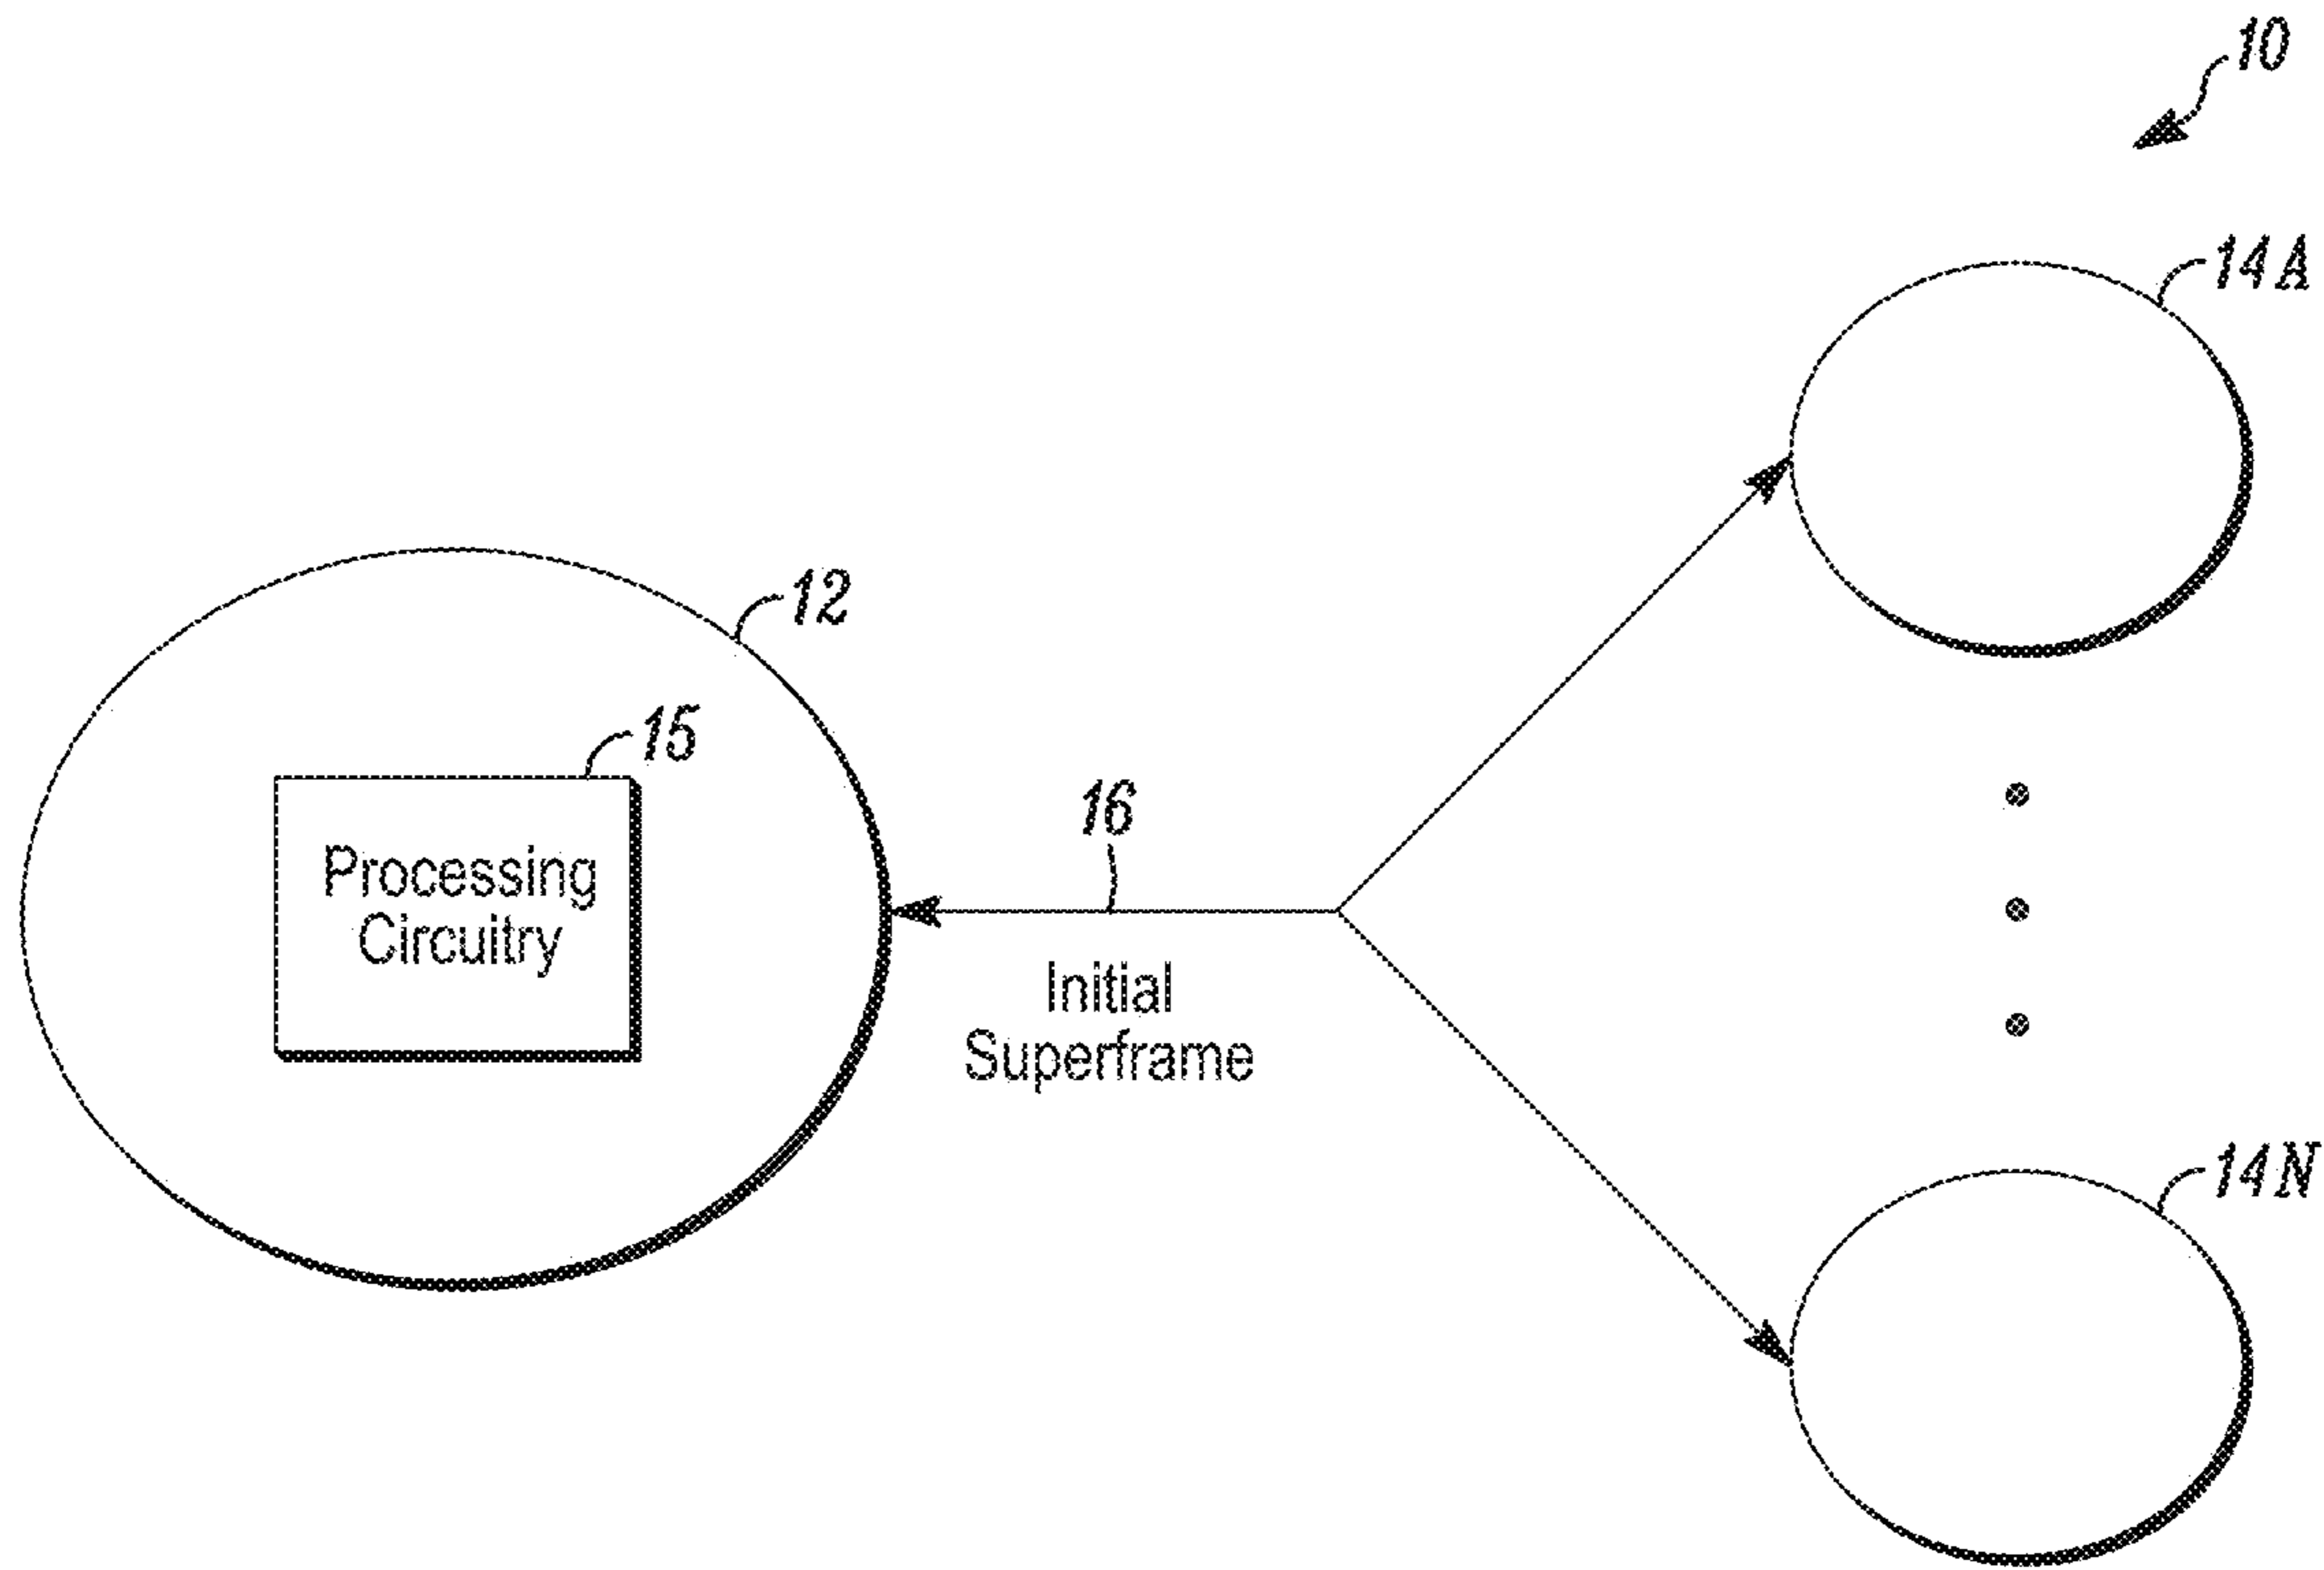 10
14A
12
15
16
Processing
Circuitry
Initial
Superframe
14N